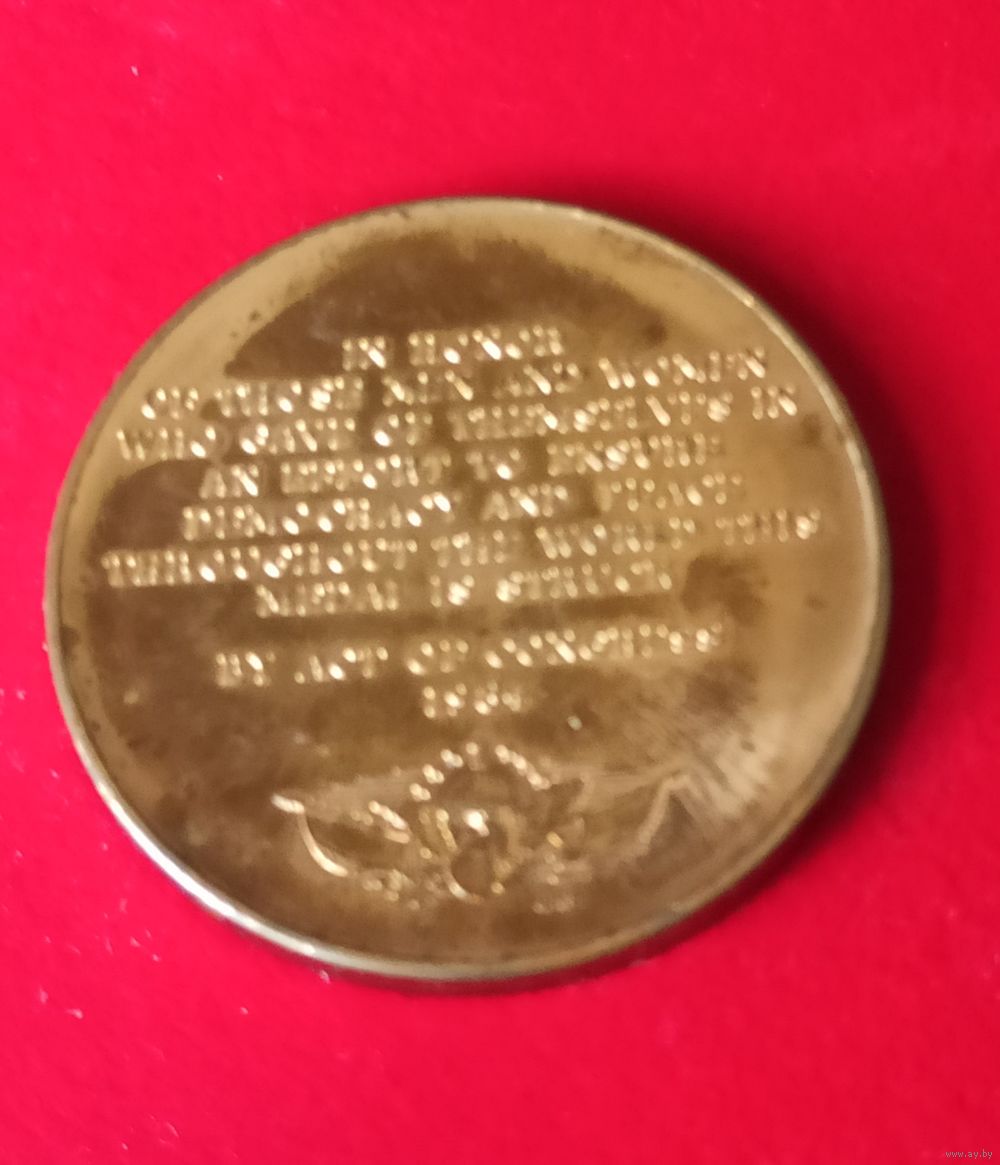 IN HONOR
OF THOSE MEN AND WOMEN
WHO GAVE OF THEMSELVES IN
AN EFFORT TO ENSURE
DEMOCRACY AND PEACE
THROUGHOUT THE WORLD THIS
MEDAL IS STRUCK
BY ACT OF CONGRESS
www.ay.by